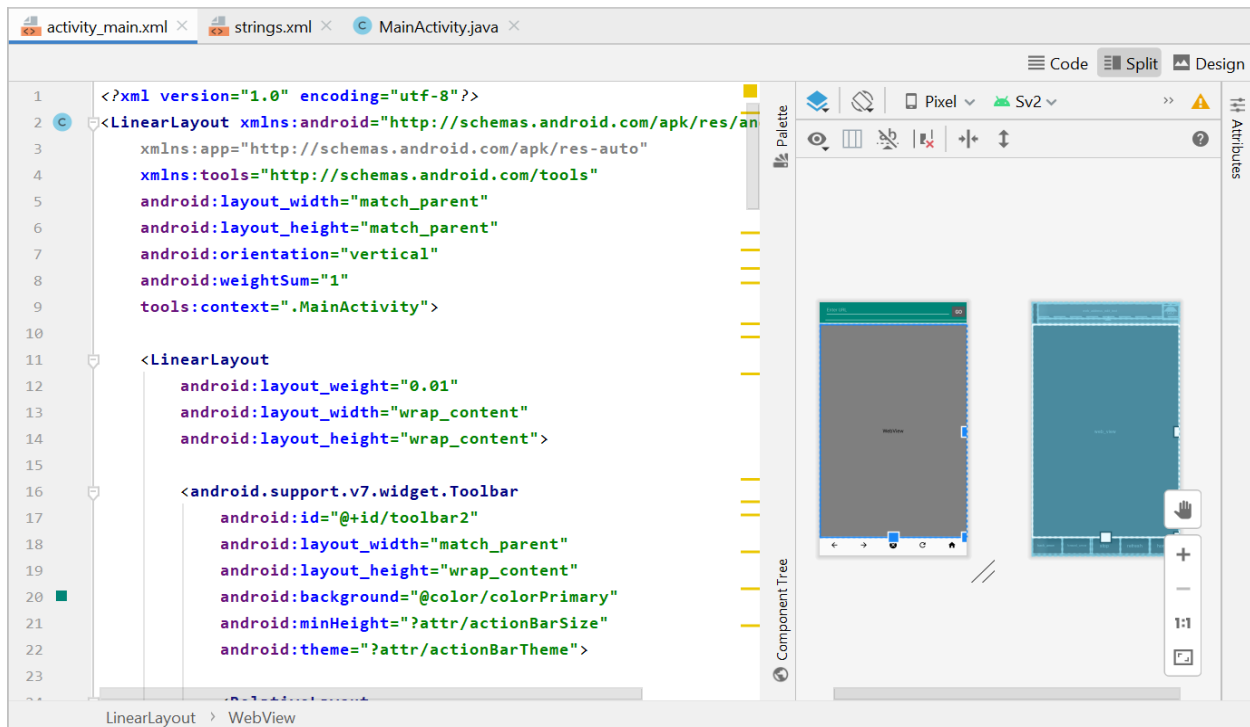 activity_main.xml strings.xml MainActivity.java
Code Split Design
1 <?xml version="1.0" encoding="utf-8"?>
2 <LinearLayout xmlns:android="http://schemas.android.com/apk/res/an
3 xmlns:app="http://schemas.android.com/apk/res-auto"
4 xmlns:tools="http://schemas.android.com/tools"
5 android:layout_width="match_parent"
6 android:layout_height="match_parent"
7 android:orientation="vertical"
8 android:weightSum="1"
9 tools:context=".MainActivity">
10
11 <LinearLayout
12 android:layout_weight="0.01"
13 android:layout_width="wrap_content"
14 android:layout_height="wrap_content">
15
16 <android.support.v7.widget.Toolbar
17 android:id="@+id/toolbar2"
18 android:layout_width="match_parent"
19 android:layout_height="wrap_content"
20 android:background="@color/colorPrimary"
21 android:minHeight="?attr/actionBarSize"
22 android:theme="?attr/actionBarTheme">
23
24 <RelativeLayout
Palette
Component Tree
Pixel Sv2
Attributes
Enter URL GO
WebView
web_view
1:1
LinearLayout > WebView